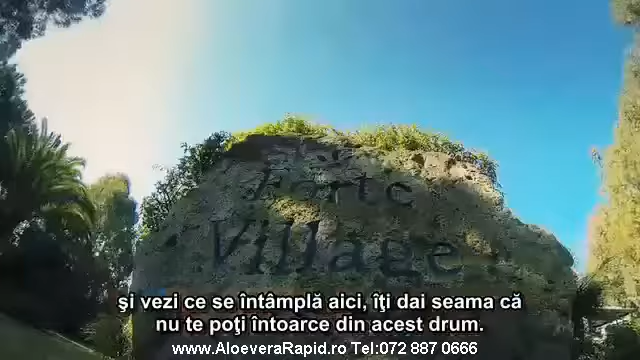 Forte
Village
şi vezi ce se întâmplă aici, îţi dai seama că
nu te poţi întoarce din acest drum.
www.AloeveraRapid.ro Tel:072 887 0666